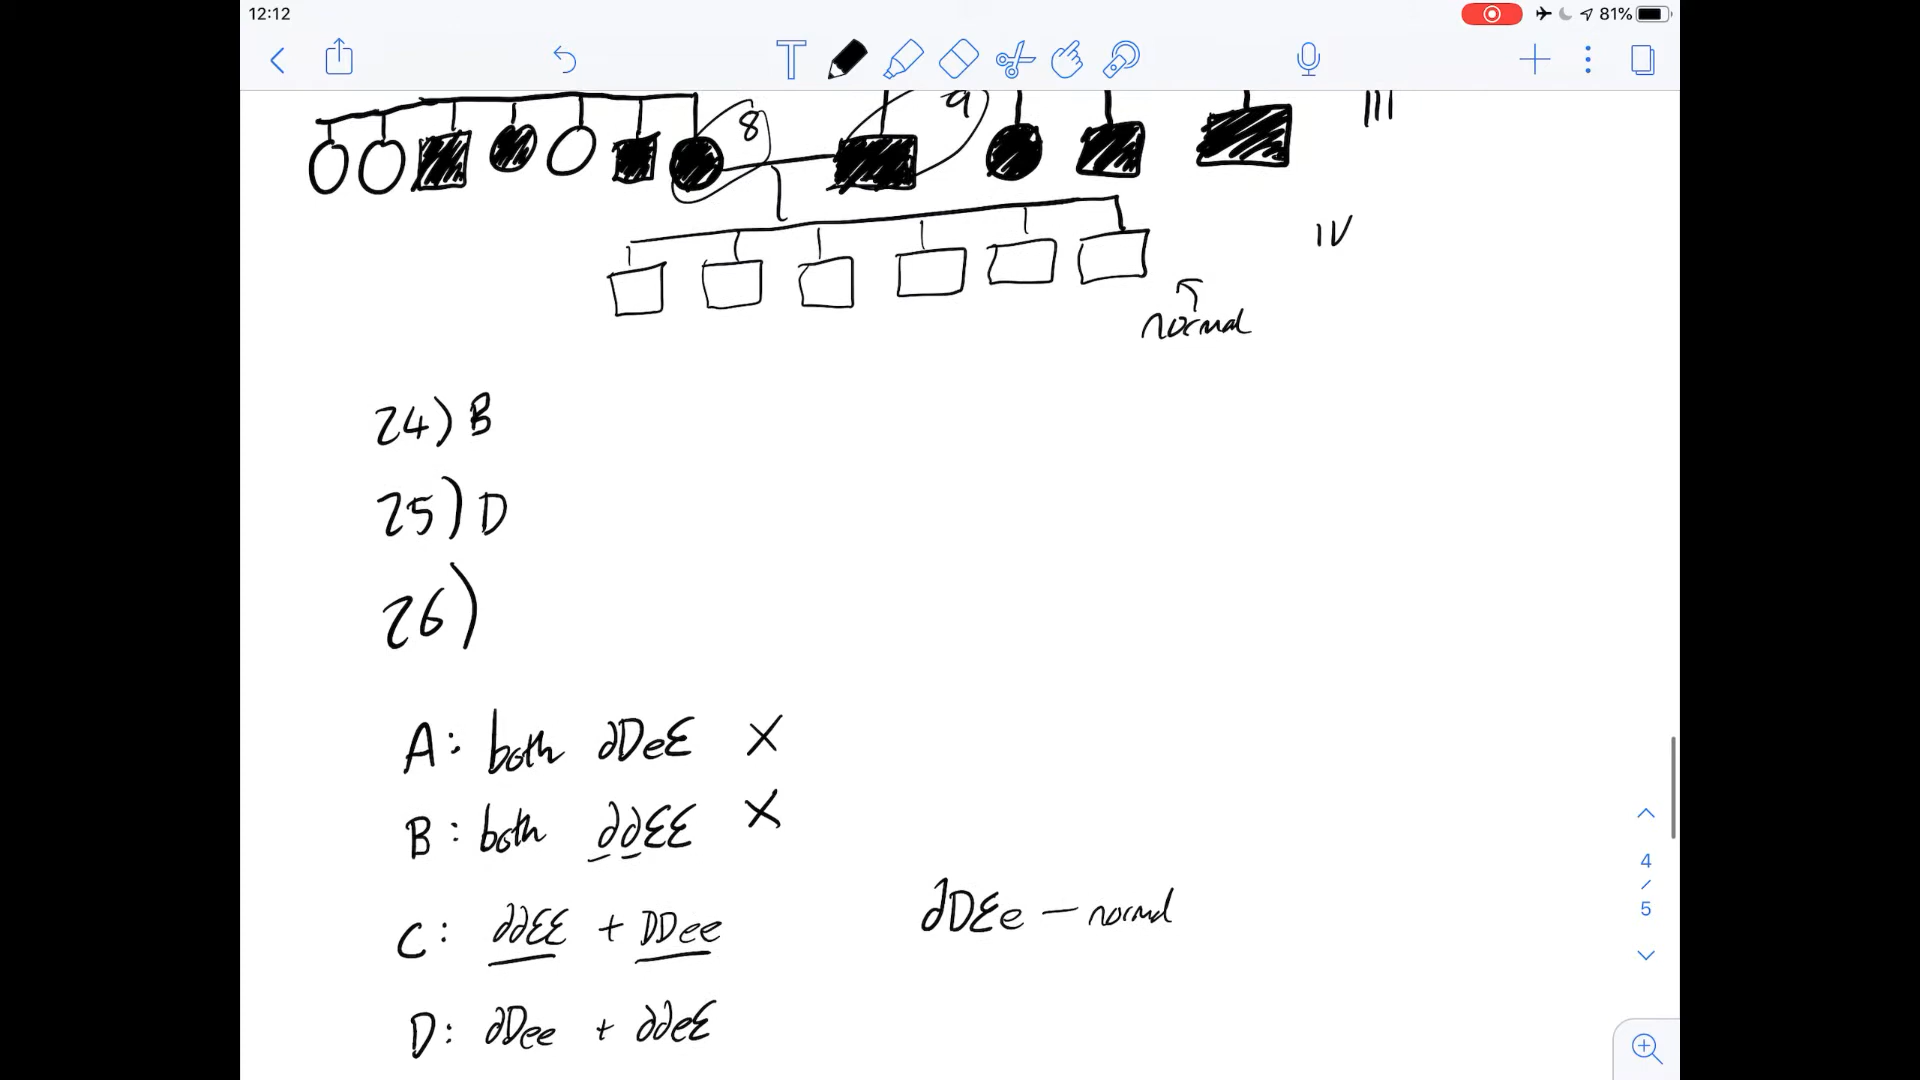 12:12
81%
T
8
9
III
IV
normal
24) B
25) D
26)
A: both dDeE X
B: both ddEE X
C: ddEE + DDee
dDEe — normal
D: dDee + ddeE
4
/
5